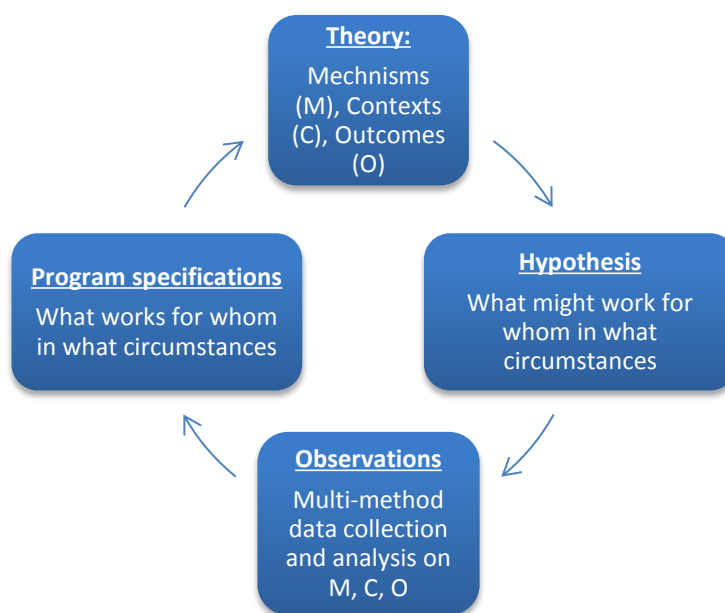 Theory:
Mechnisms
(M), Contexts
(C), Outcomes
(O)
Hypothesis
What might work for
whom in what
circumstances
Observations
Multi-method
data collection
and analysis on
M, C, O
Program specifications
What works for whom
in what circumstances